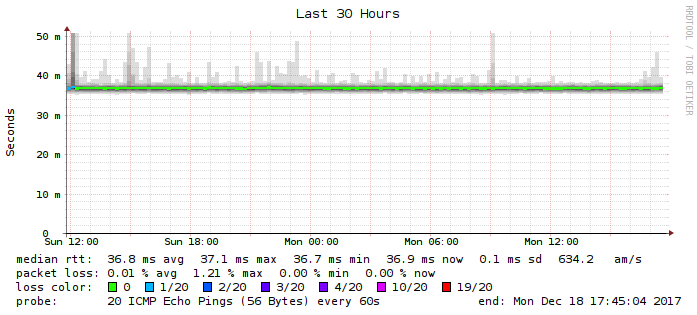 Last 30 Hours
RRDTOOL / TOBI OETIKER
Seconds
50 m
40 m
30 m
20 m
10 m
0
Sun 12:00 Sun 18:00 Mon 00:00 Mon 06:00 Mon 12:00
median rtt: 36.8 ms avg 37.1 ms max 36.7 ms min 36.9 ms now 0.1 ms sd 634.2 am/s
packet loss: 0.01 % avg 1.21 % max 0.00 % min 0.00 % now
loss color: 0 1/20 2/20 3/20 4/20 10/20 19/20
probe: 20 ICMP Echo Pings (56 Bytes) every 60s end: Mon Dec 18 17:45:04 2017